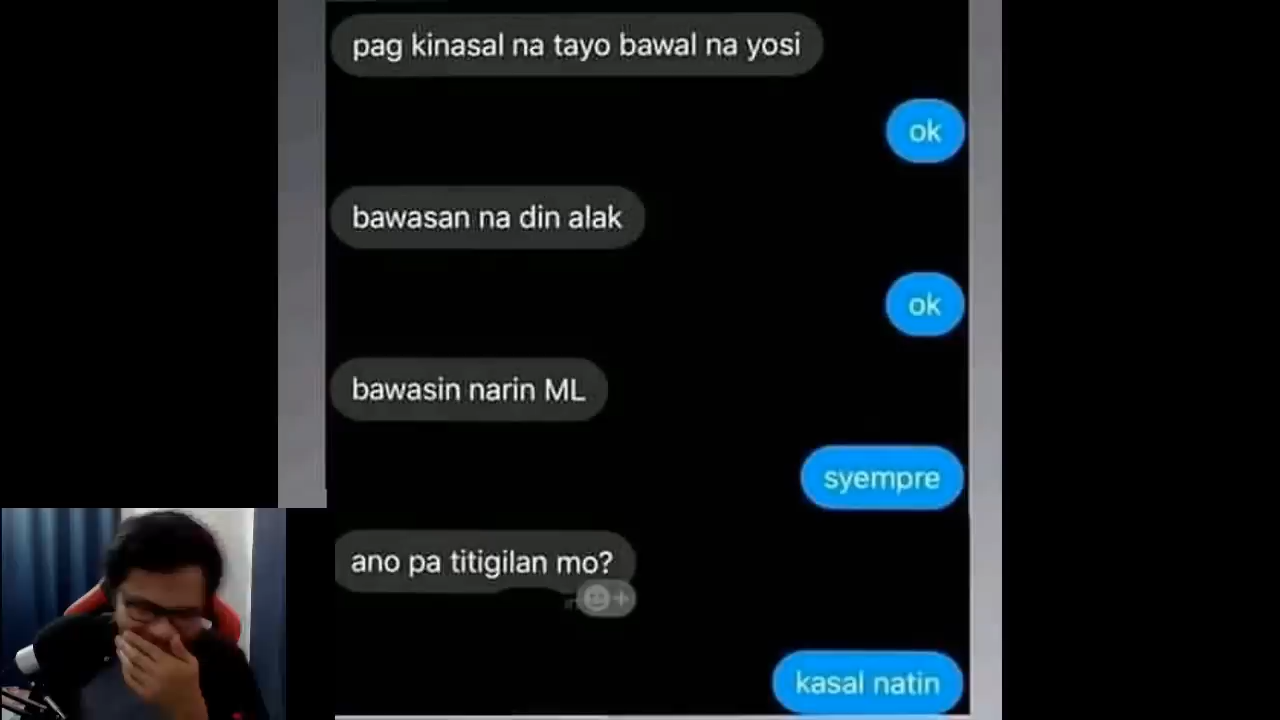 pag kinasal na tayo bawal na yosi
ok
bawasan na din alak
ok
bawasin narin ML
syempre
ano pa titigilan mo?
kasal natin